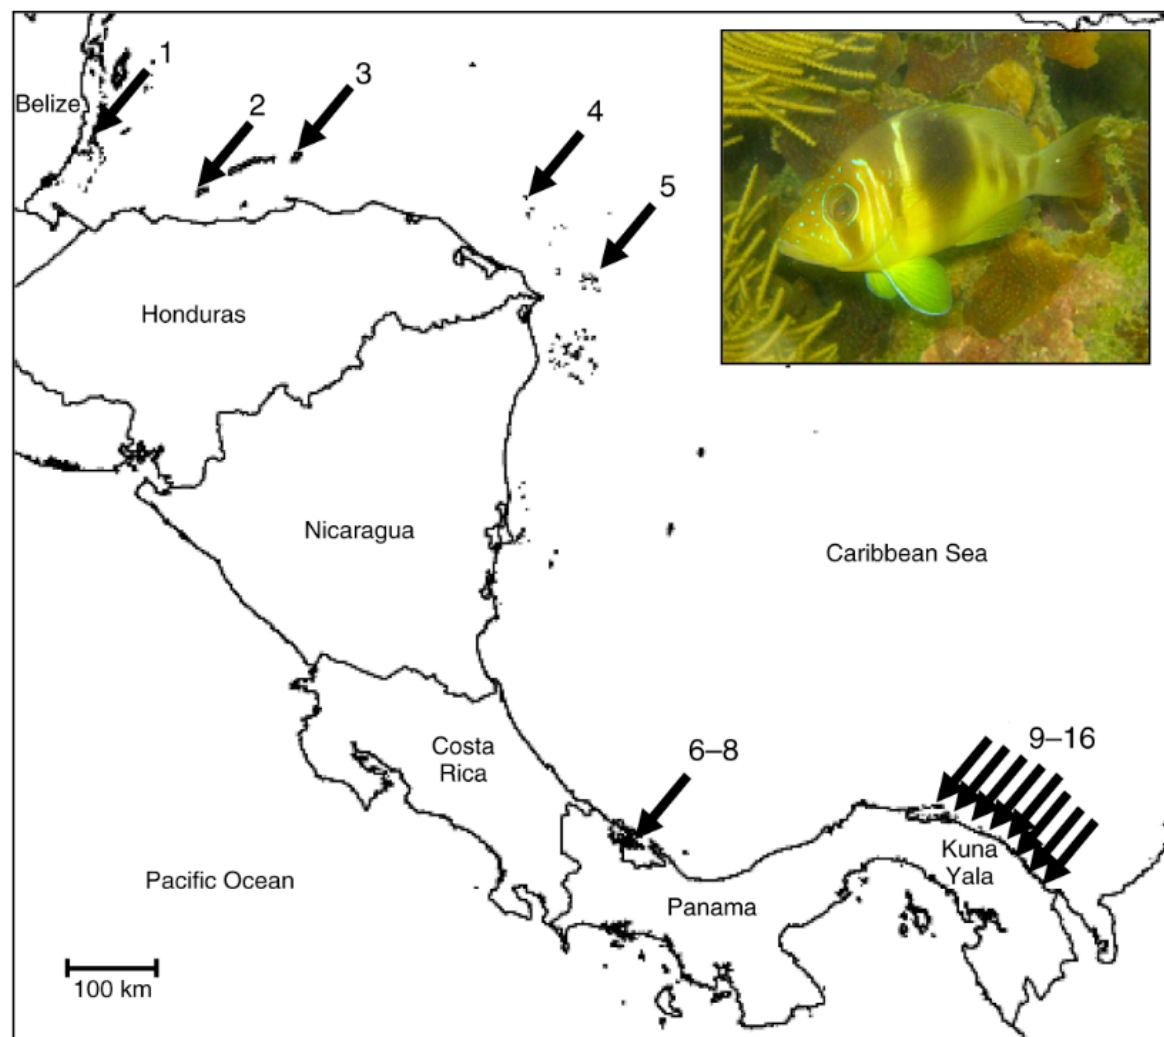 1
Belize
2
3
4
5
Honduras
Nicaragua
Caribbean Sea
Costa
Rica
6–8
9–16
Kuna
Yala
Pacific Ocean
Panama
100 km